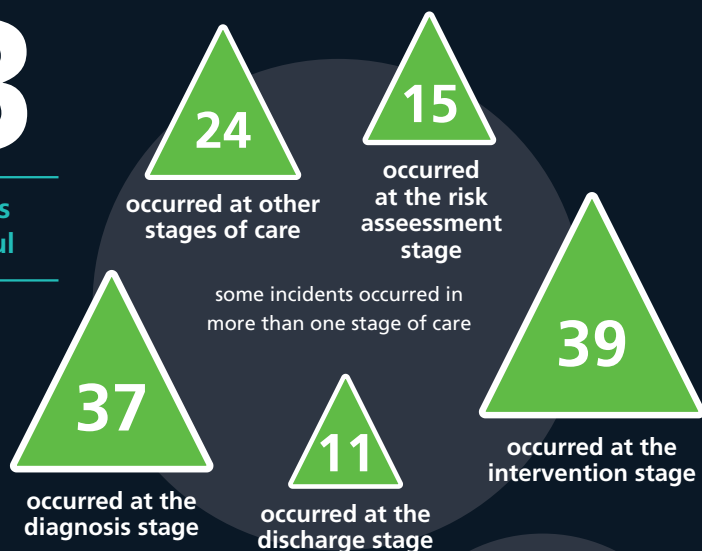 24
occurred at other
stages of care
15
occurred
at the risk
asseessment
stage
some incidents occurred in
more than one stage of care
37
occurred at the
diagnosis stage
11
occurred at the
discharge stage
39
occurred at the
intervention stage